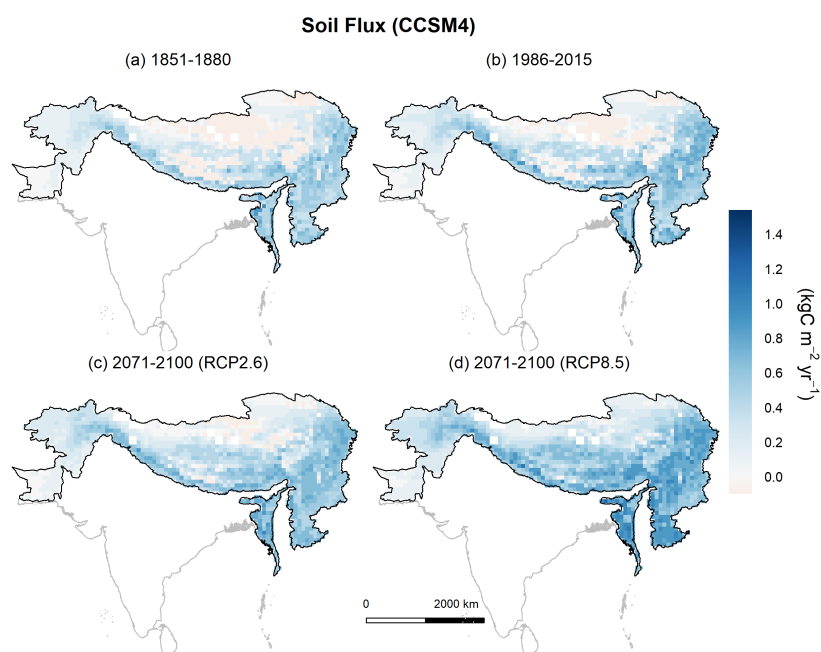 Soil Flux (CCSM4)
(a) 1851-1880
(b) 1986-2015
1.4
1.2
1.0
0.8
0.6
0.4
0.2
0.0
(kgC m⁻² yr⁻¹)
(c) 2071-2100 (RCP2.6)
(d) 2071-2100 (RCP8.5)
0 2000 km